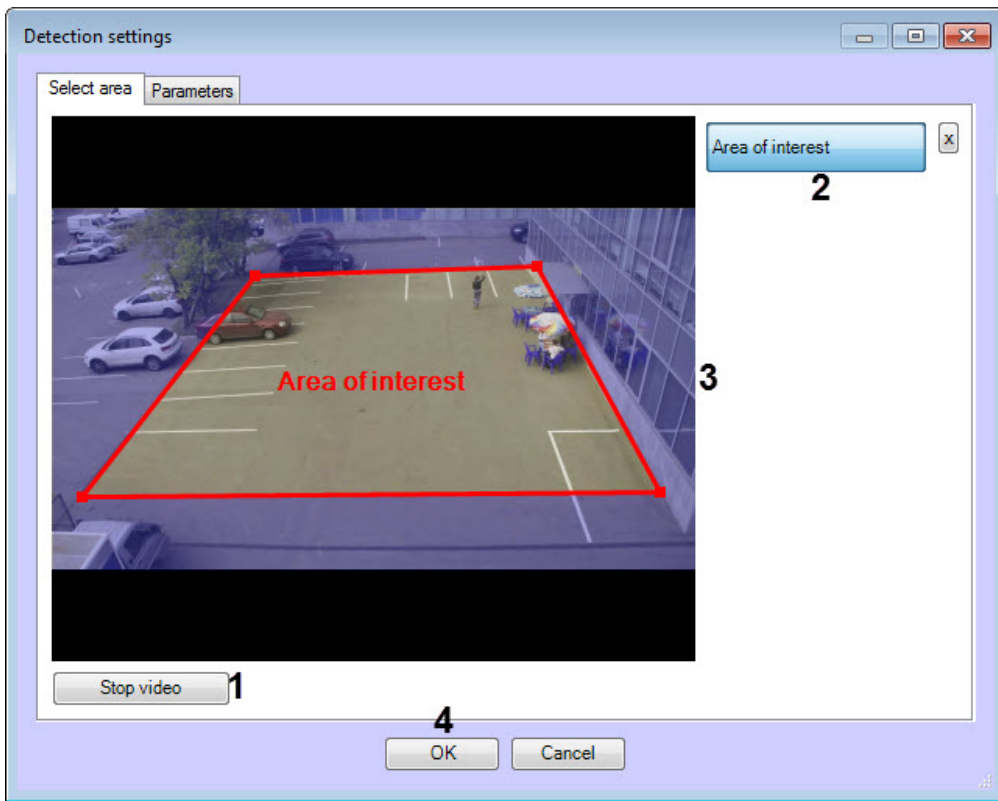 Detection settings
Select area
Parameters
Area of interest
x
2
Area of interest
3
Stop video
1
4
OK
Cancel